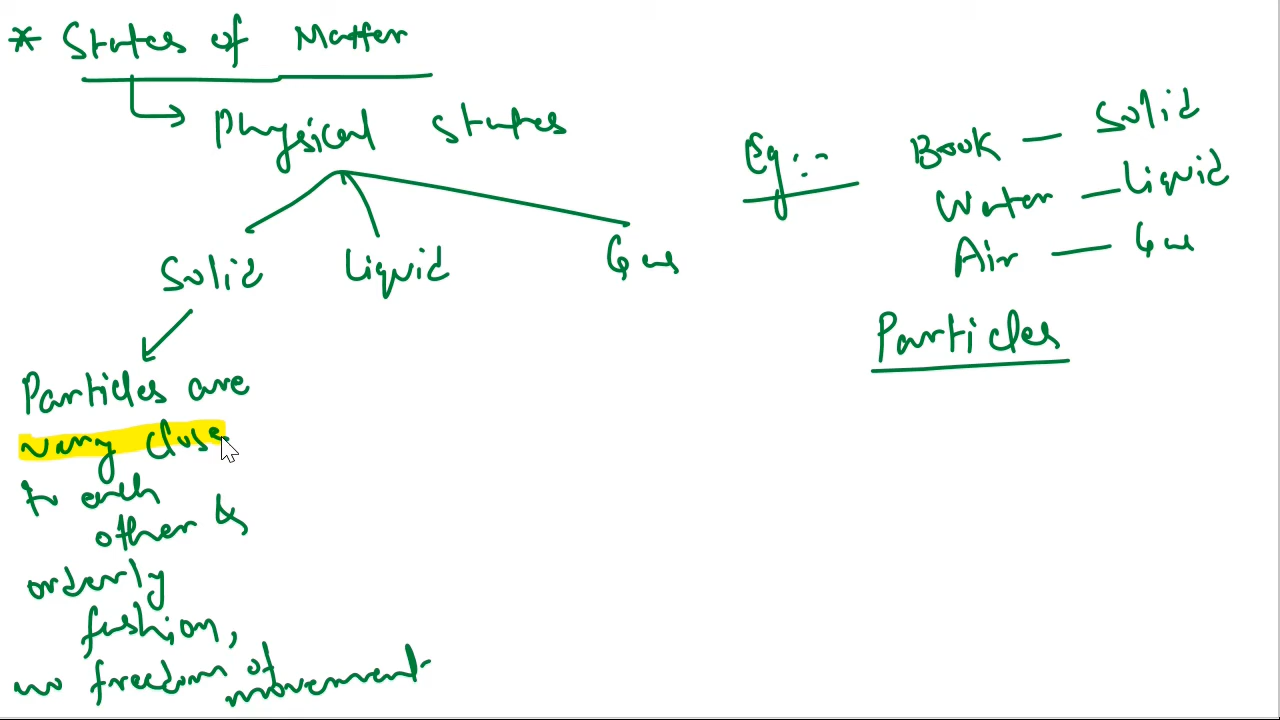 * States of Matter
Physical States
Solid Liquid Gas
Particles are
very close
to each
other &
orderly
fashion,
no freedom of
movement.
Eg:-
Book — Solid
Water — Liquid
Air — Gas
Particles